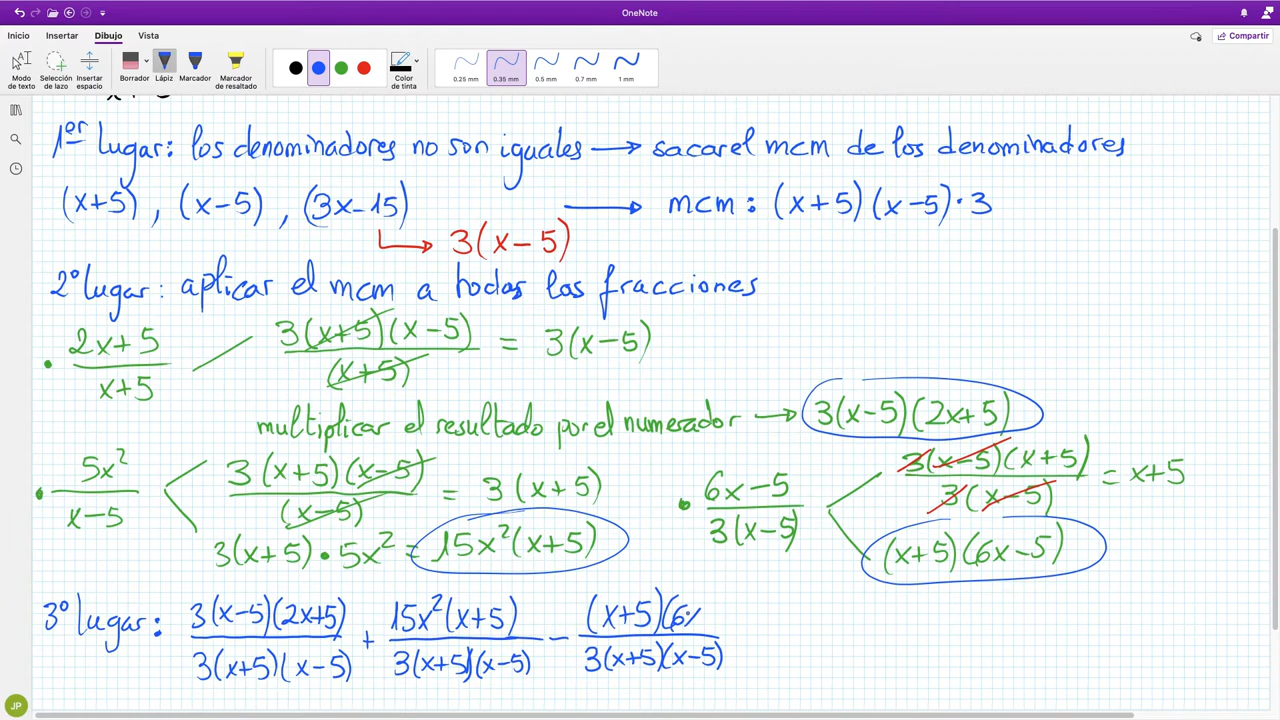 OneNote
Inicio Insertar Dibujo Vista
Compartir
Modo de texto
Selección de lazo
Insertar espacio
Borrador
Lápiz
Marcador
Marcador de resaltado
Color de tinta
0.25 mm 0.35 mm 0.5 mm 0.7 mm 1 mm
1er lugar: los denominadores no son iguales → sacar el mcm de los denominadores
(x+5), (x-5), (3x-15) → mcm: (x+5)(x-5)·3
3(x-5)
2º lugar: aplicar el mcm a todas las fracciones
• (2x+5)/(x+5) 3(x+5)(x-5)/(x+5) = 3(x-5)
multiplicar el resultado por el numerador → 3(x-5)(2x+5)
• 5x²/(x-5) 3(x+5)(x-5)/(x-5) = 3(x+5)
3(x+5)•5x² = 15x²(x+5)
• (6x-5)/3(x-5) 3(x-5)(x+5)/3(x-5) = x+5
(x+5)(6x-5)
3º lugar: 3(x-5)(2x+5)/3(x+5)(x-5) + 15x²(x+5)/3(x+5)(x-5) - (x+5)(6x/3(x+5)(x-5)
JP